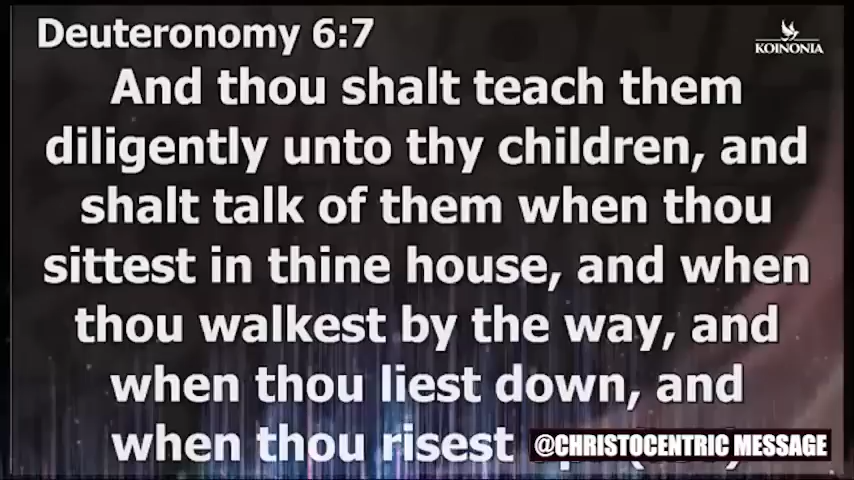 Deuteronomy 6:7
KOINONIA
And thou shalt teach them
diligently unto thy children, and
shalt talk of them when thou
sittest in thine house, and when
thou walkest by the way, and
when thou liest down, and
when thou risest
@CHRISTOCENTRIC MESSAGE